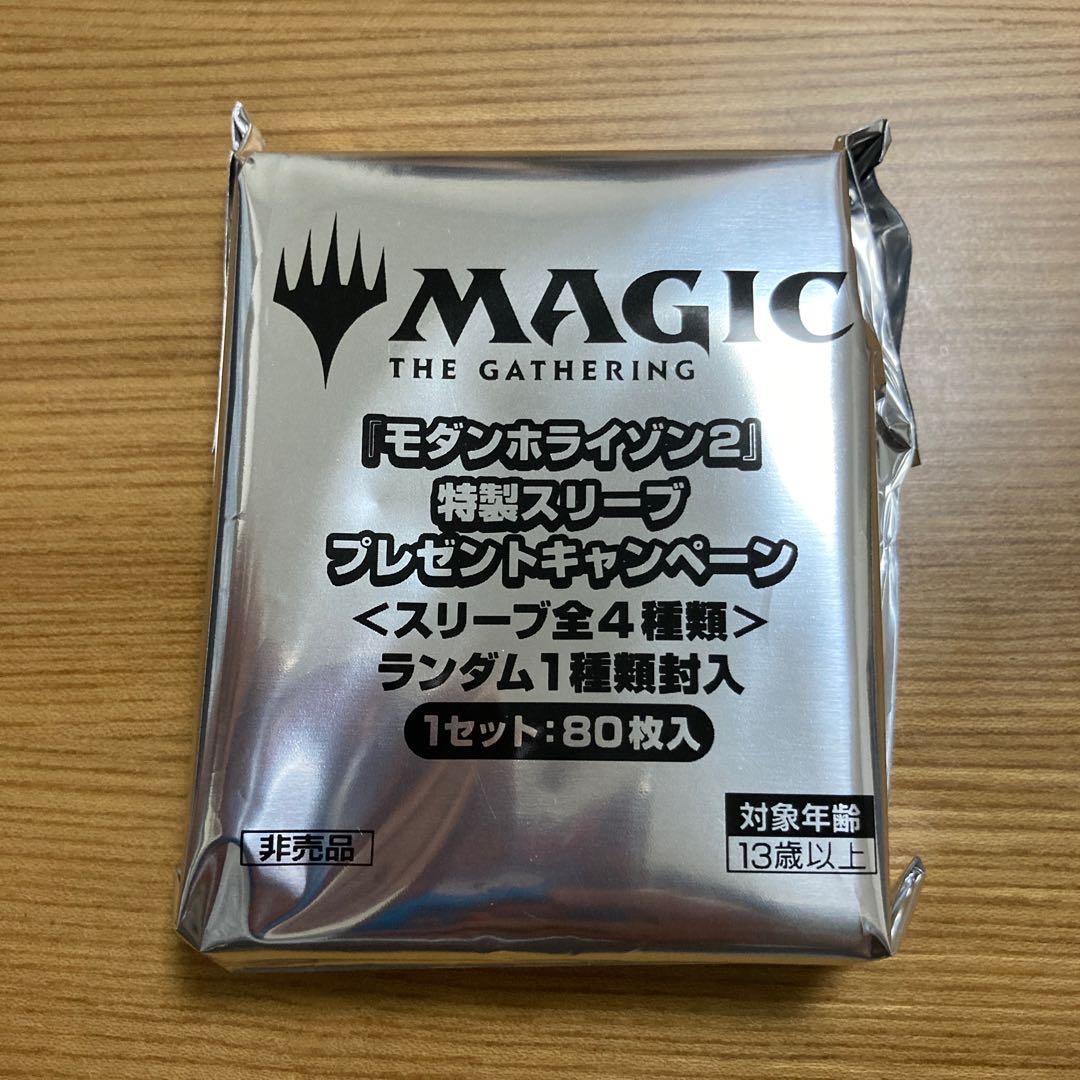 MAGIC
THE GATHERING
『モダンホライゾン2』
特製スリーブ
プレゼントキャンペーン
＜スリーブ全4種類＞
ランダム1種類封入
1セット：80枚入
非売品
対象年齢
13歳以上